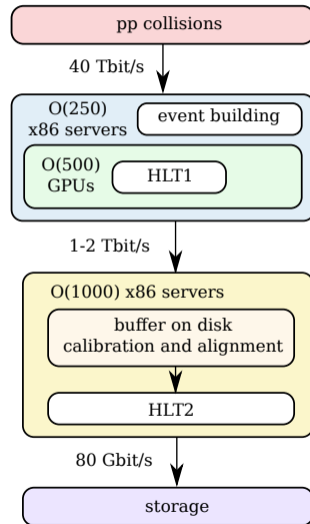 pp collisions
40 Tbit/s
O(250)
x86 servers
event building
O(500)
GPUs
HLT1
1-2 Tbit/s
O(1000) x86 servers
buffer on disk
calibration and alignment
HLT2
80 Gbit/s
storage